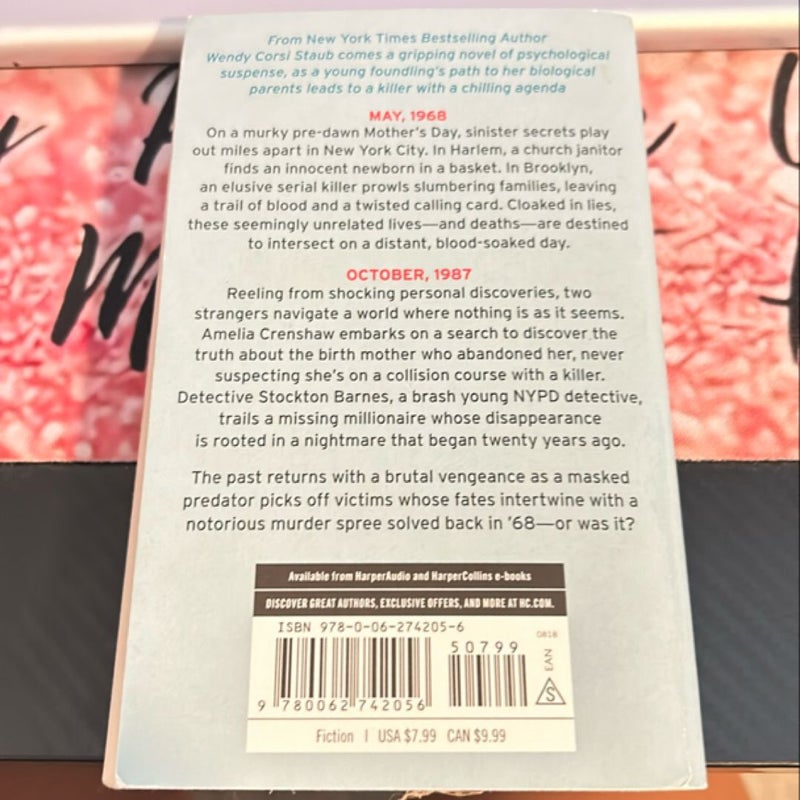 From New York Times Bestselling Author
Wendy Corsi Staub comes a gripping novel of psychological
suspense, as a young foundling's path to her biological
parents leads to a killer with a chilling agenda
MAY, 1968
On a murky pre-dawn Mother's Day, sinister secrets play
out miles apart in New York City. In Harlem, a church janitor
finds an innocent newborn in a basket. In Brooklyn,
an elusive serial killer prowls slumbering families, leaving
a trail of blood and a twisted calling card. Cloaked in lies,
these seemingly unrelated lives—and deaths—are destined
to intersect on a distant, blood-soaked day.
OCTOBER, 1987
Reeling from shocking personal discoveries, two
strangers navigate a world where nothing is as it seems.
Amelia Crenshaw embarks on a search to discover the
truth about the birth mother who abandoned her, never
suspecting she's on a collision course with a killer.
Detective Stockton Barnes, a brash young NYPD detective,
trails a missing millionaire whose disappearance
is rooted in a nightmare that began twenty years ago.
The past returns with a brutal vengeance as a masked
predator picks off victims whose fates intertwine with a
notorious murder spree solved back in '68—or was it?
Available from HarperAudio and HarperCollins e-books
DISCOVER GREAT AUTHORS, EXCLUSIVE OFFERS, AND MORE AT HC.COM.
ISBN 978-0-06-274205-6
0818
50799
EAN
S
9 780062 742056
Fiction | USA $7.99 CAN $9.99